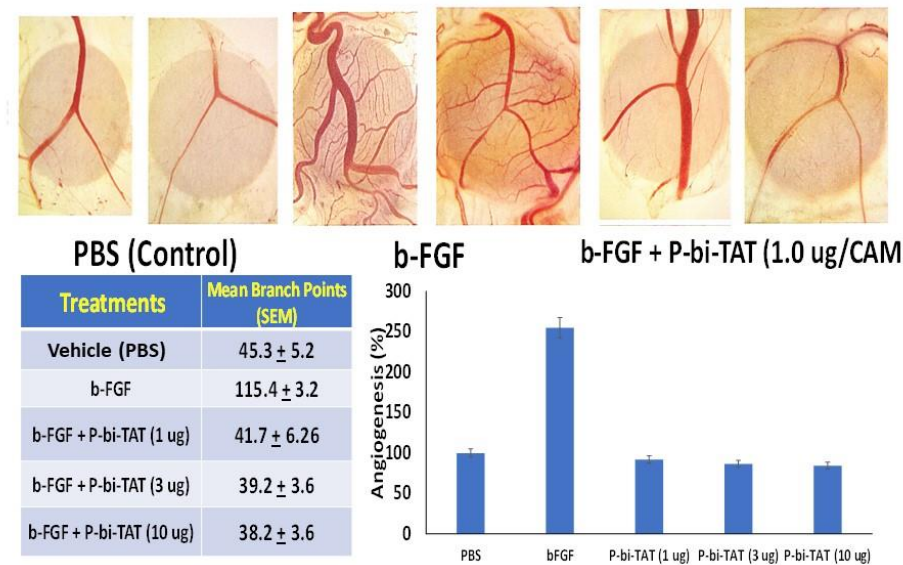 PBS (Control)
b-FGF
b-FGF + P-bi-TAT (1.0 ug/CAM
Treatments
Mean Branch Points
(SEM)
Vehicle (PBS)
45.3 ± 5.2
b-FGF
115.4 ± 3.2
b-FGF + P-bi-TAT (1 ug)
41.7 ± 6.26
b-FGF + P-bi-TAT (3 ug)
39.2 ± 3.6
b-FGF + P-bi-TAT (10 ug)
38.2 ± 3.6
Angiogenesis (%)
300
250
200
150
100
50
0
PBS
bFGF
P-bi-TAT (1 ug)
P-bi-TAT (3 ug)
P-bi-TAT (10 ug)